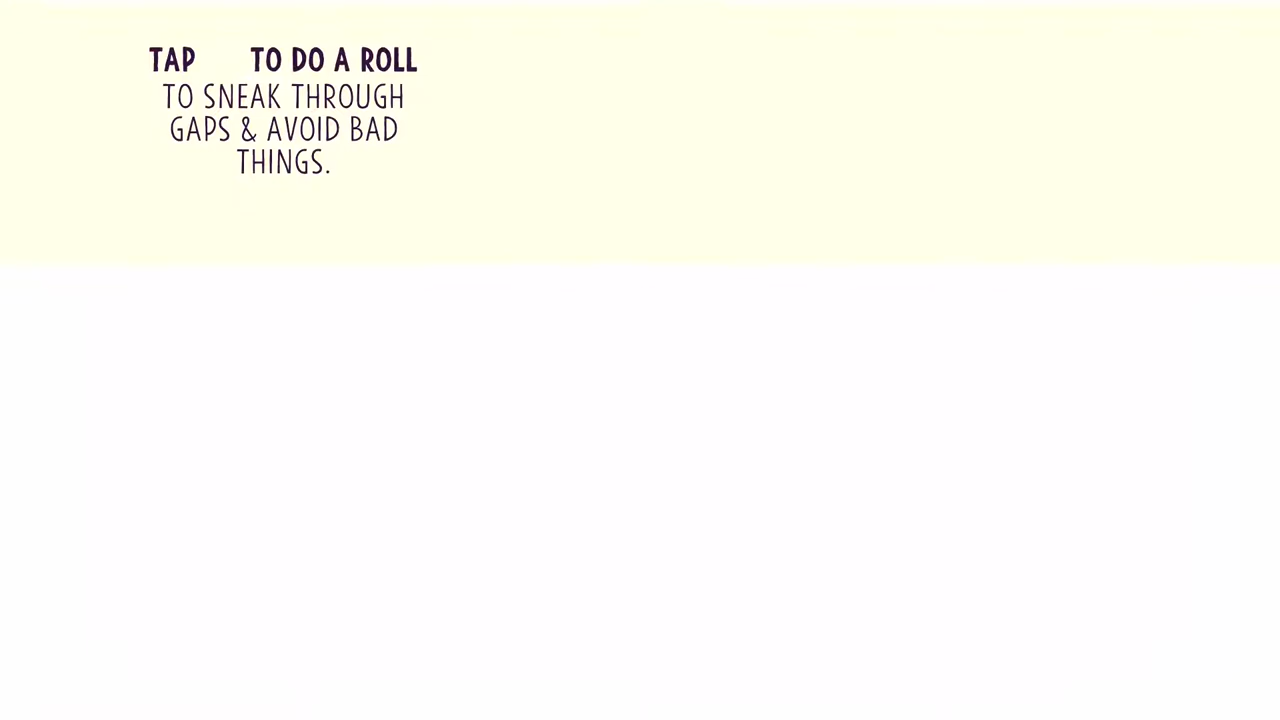 TAP TO DO A ROLL
TO SNEAK THROUGH
GAPS & AVOID BAD
THINGS.